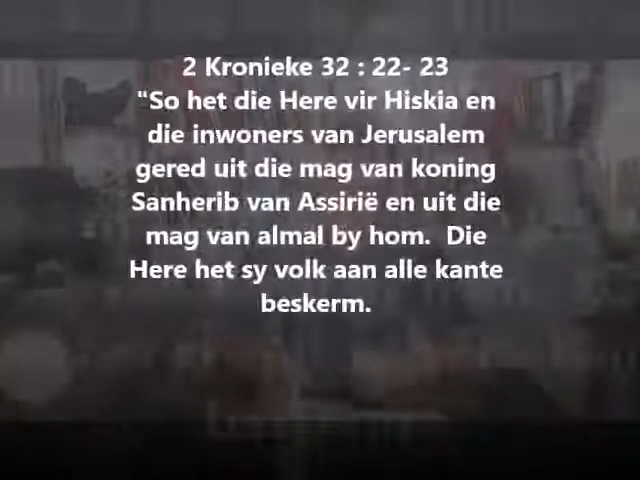 2 Kronieke 32 : 22- 23
"So het die Here vir Hiskia en
die inwoners van Jerusalem
gered uit die mag van koning
Sanherib van Assirië en uit die
mag van almal by hom.  Die
Here het sy volk aan alle kante
beskerm.